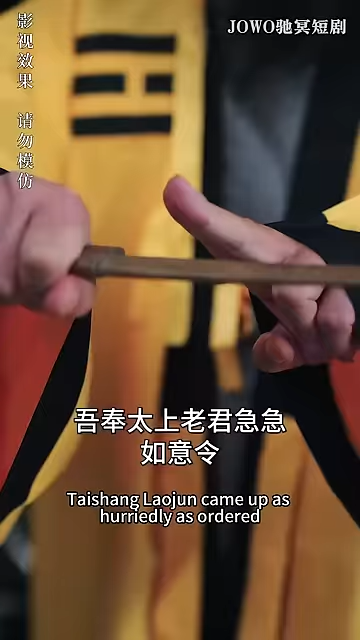 影视效果 请勿模仿
JOWO驰冥短剧
吾奉太上老君急急
如意令
Taishang Laojun came up as
hurriedly as ordered